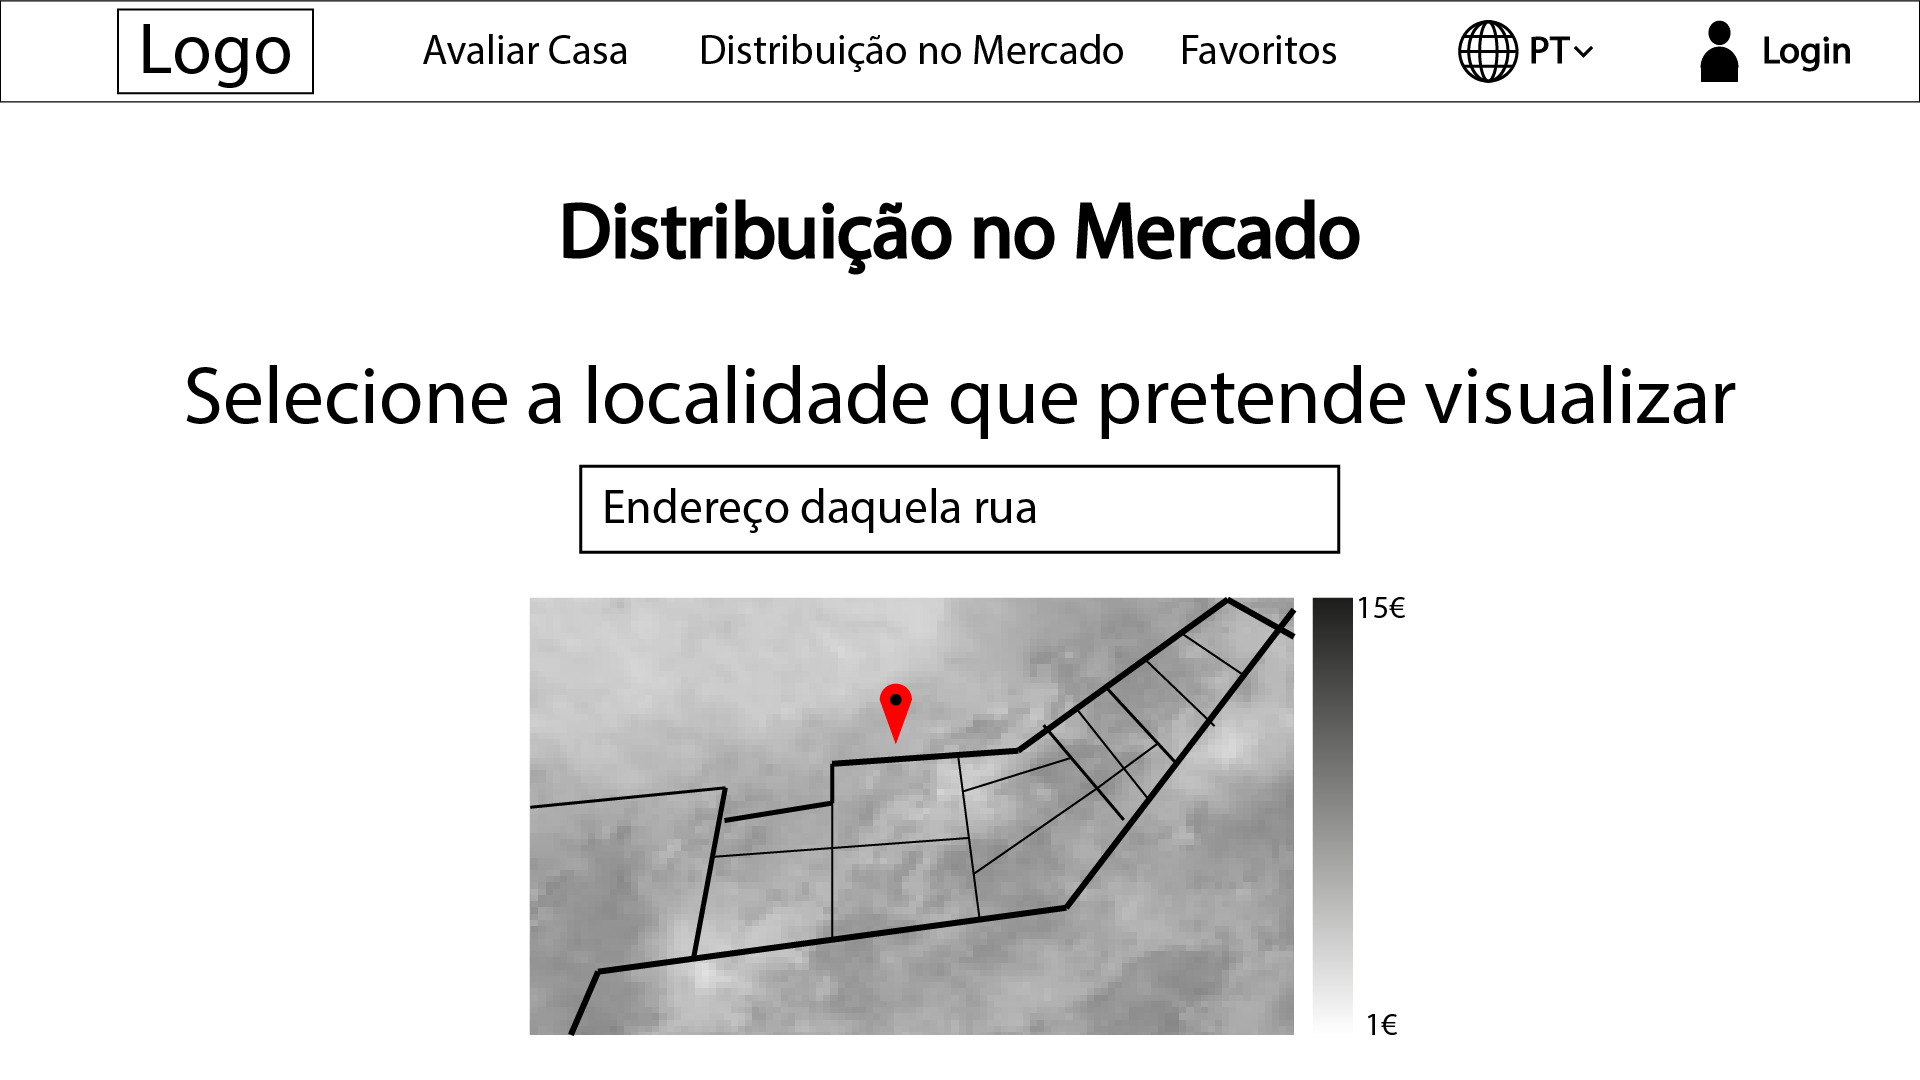 Logo
Avaliar Casa
Distribuição no Mercado
Favoritos
PT
Login
Distribuição no Mercado
Selecione a localidade que pretende visualizar
Endereço daquela rua
15€
1€